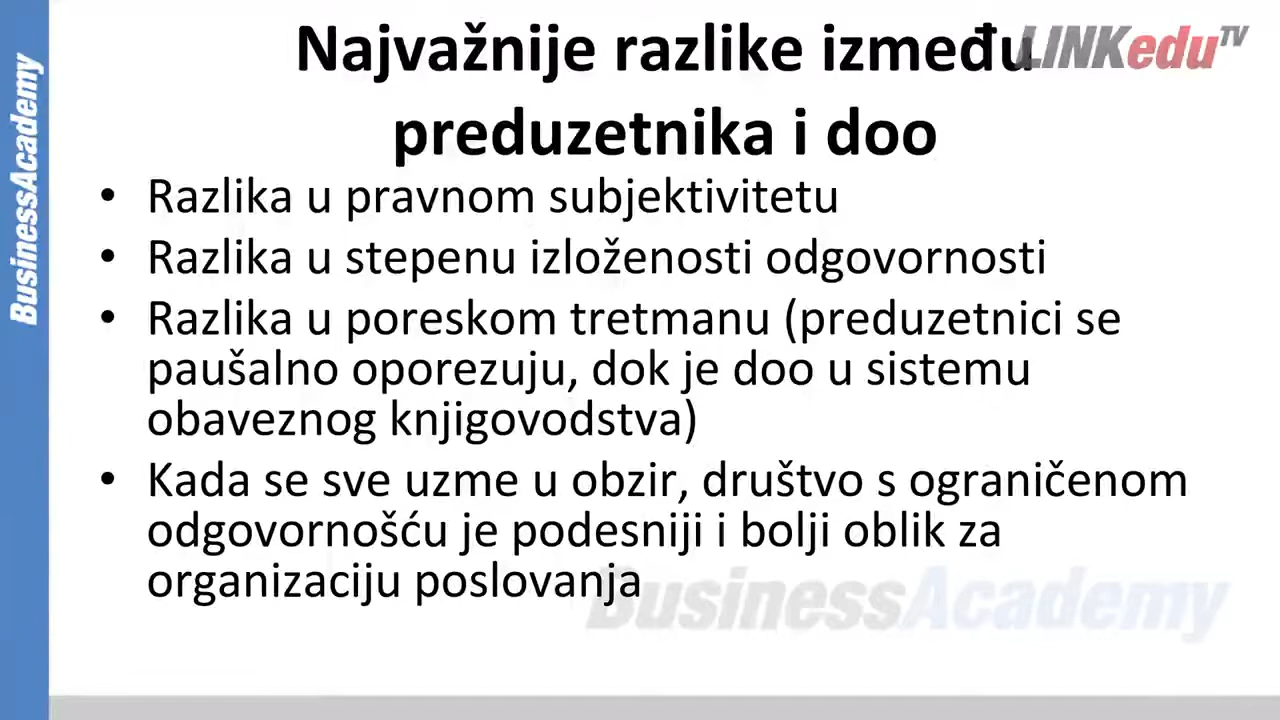 Najvažnije razlike između
LINKedu TV
preduzetnika i doo
• Razlika u pravnom subjektivitetu
• Razlika u stepenu izloženosti odgovornosti
• Razlika u poreskom tretmanu (preduzetnici se
paušalno oporezuju, dok je doo u sistemu
obaveznog knjigovodstva)
• Kada se sve uzme u obzir, društvo s ograničenom
odgovornošću je podesniji i bolji oblik za
organizaciju poslovanja
BusinessAcademy
BusinessAcademy